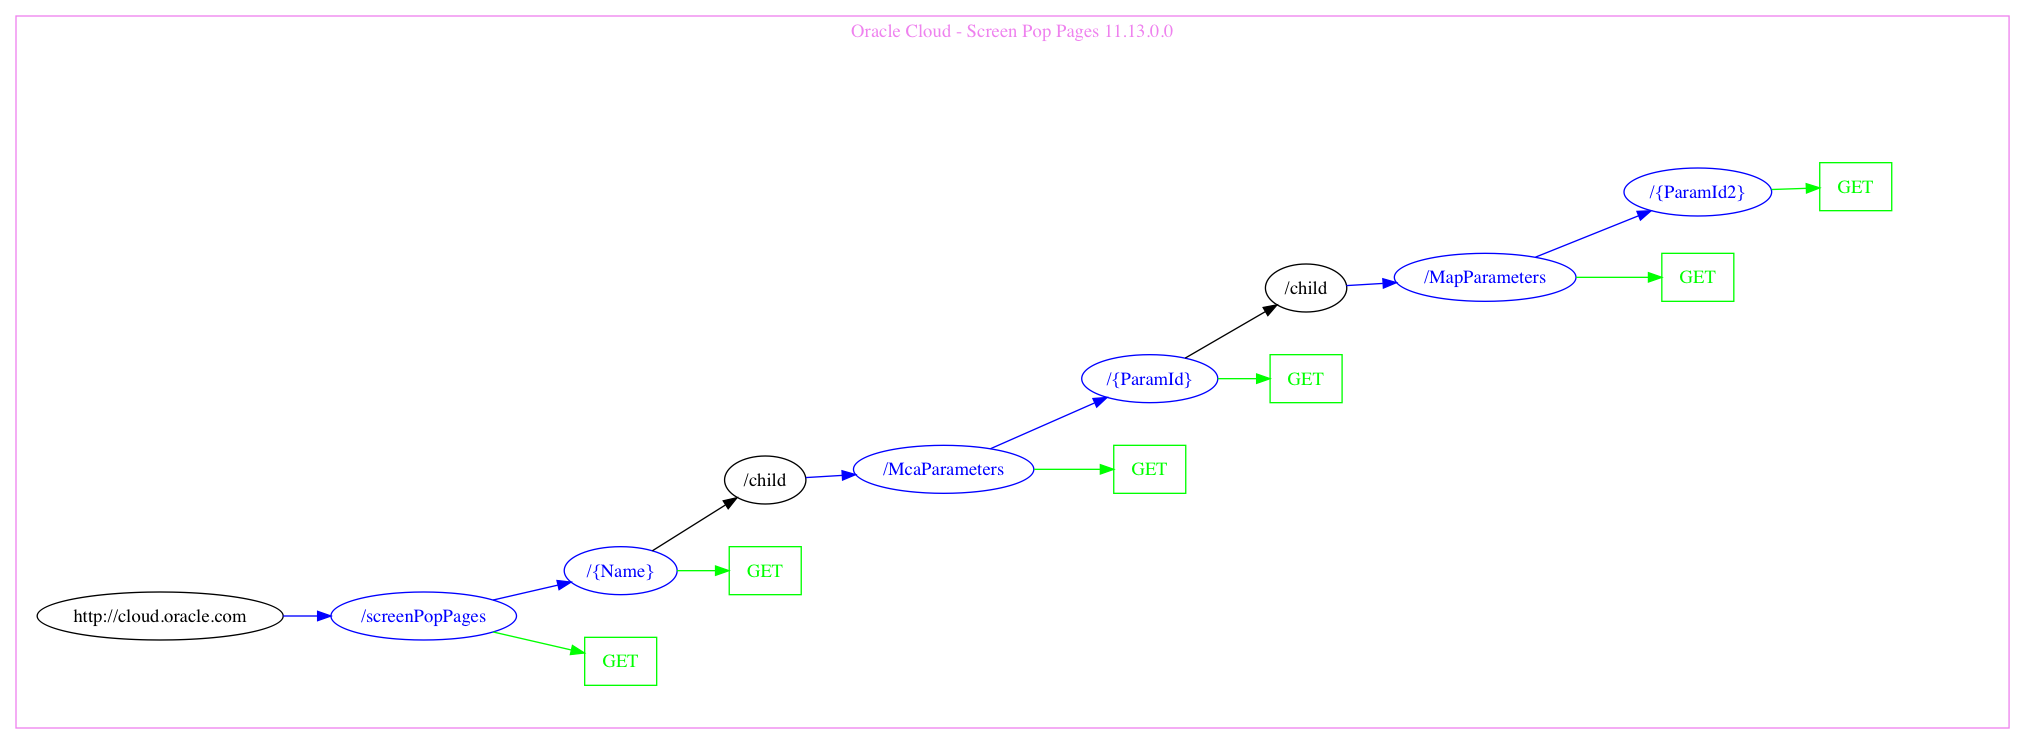 Oracle Cloud - Screen Pop Pages 11.13.0.0
/{ParamId2}
GET
/child
/MapParameters
GET
/{ParamId}
GET
/child
/McaParameters
GET
/{Name}
GET
http://cloud.oracle.com
/screenPopPages
GET